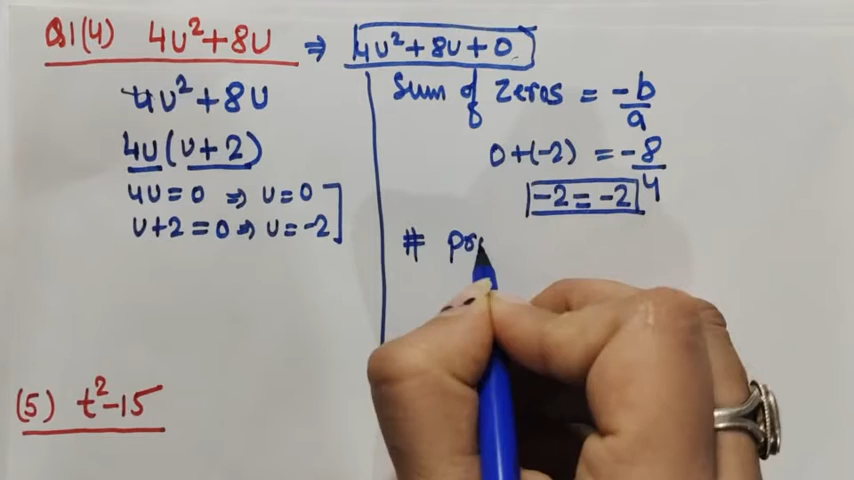 Q1(4) 4u²+8u ⇒ 4u²+8u+0
4u²+8u
4u(u+2)
4u=0 ⇒ u=0
u+2=0 ⇒ u=-2
Sum of zeros = -b/a
0+(-2) = -8/4
-2=-2
# pr
(5) t²-15